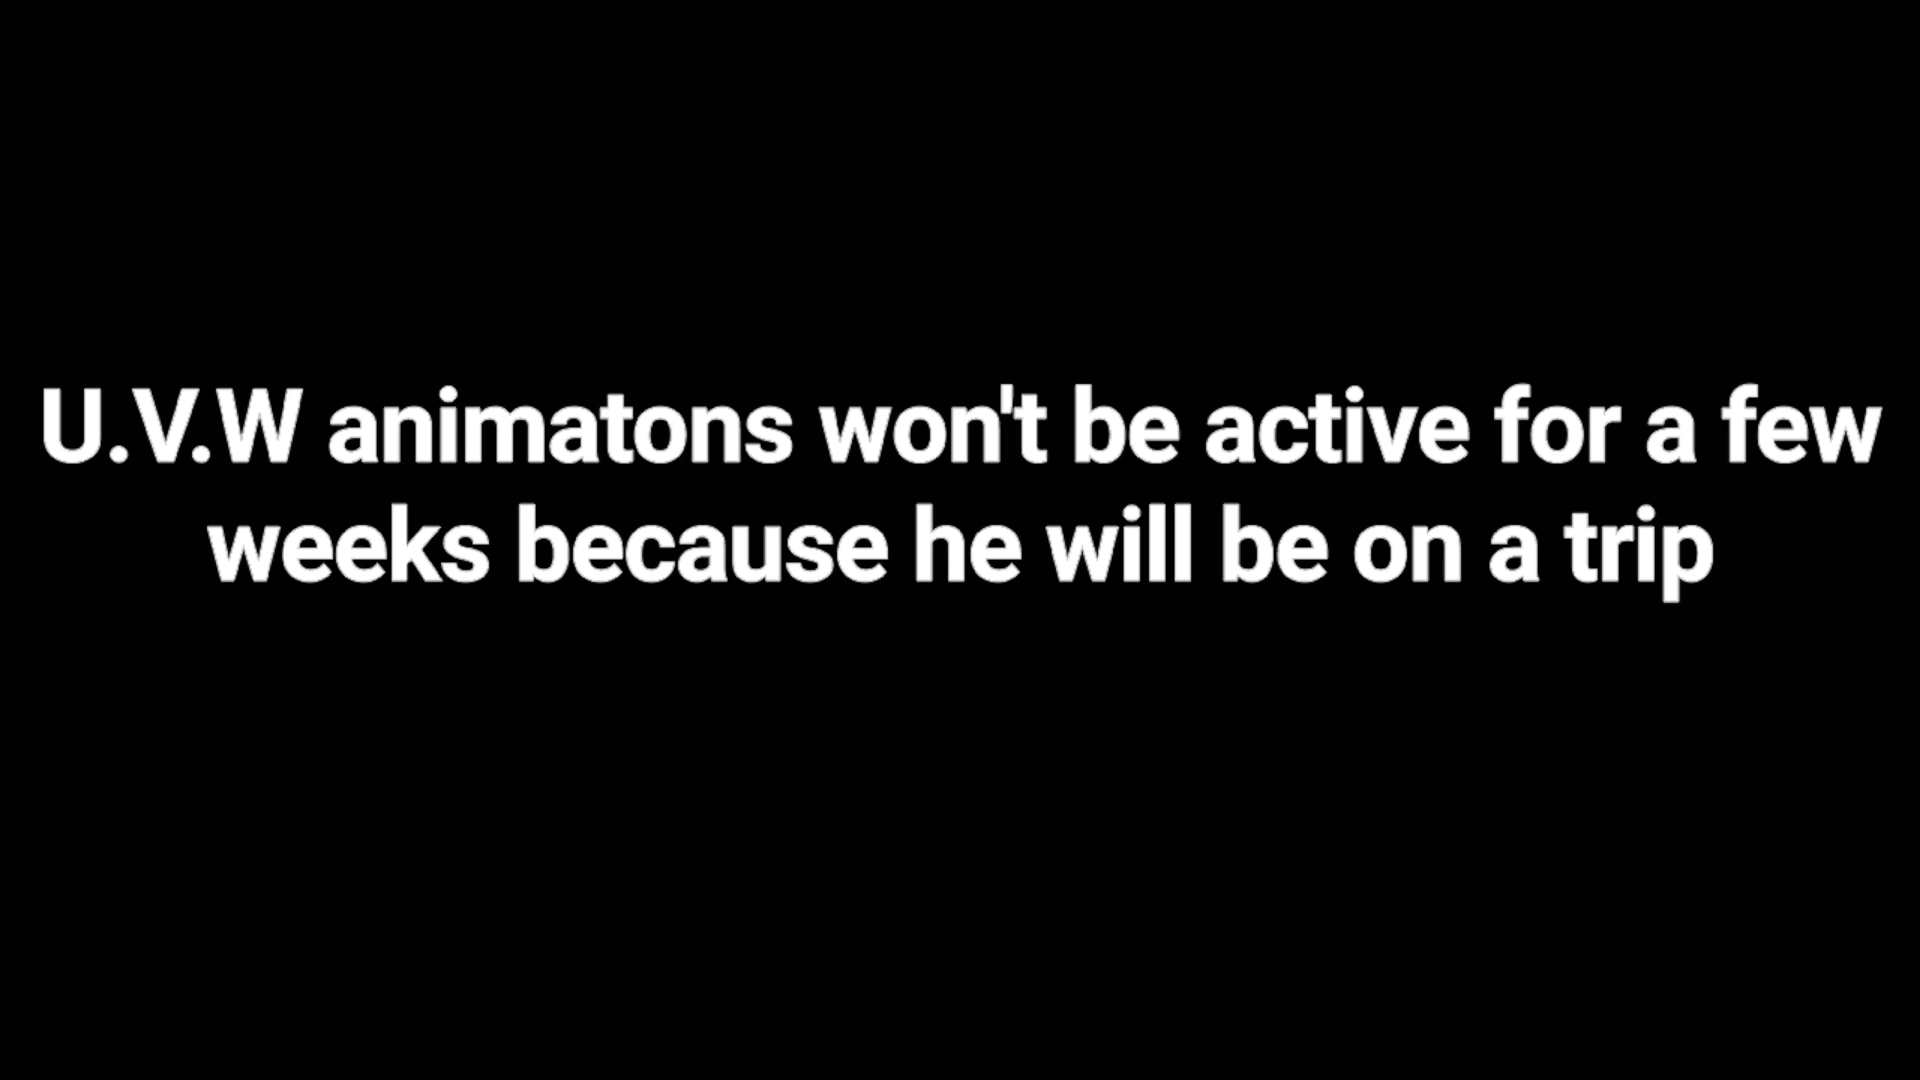 U.V.W animatons won't be active for a few
weeks because he will be on a trip